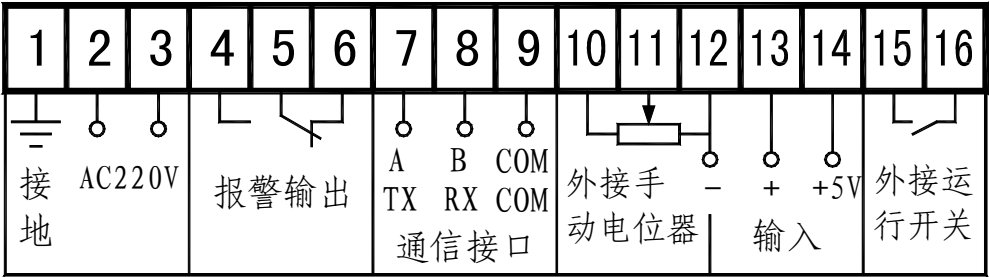 1 2 3 4 5 6 7 8 9 10 11 12 13 14 15 16
接地
AC220V
报警输出
A B COM
TX RX COM
通信接口
外接手
动电位器
- + +5V
输入
外接运
行开关